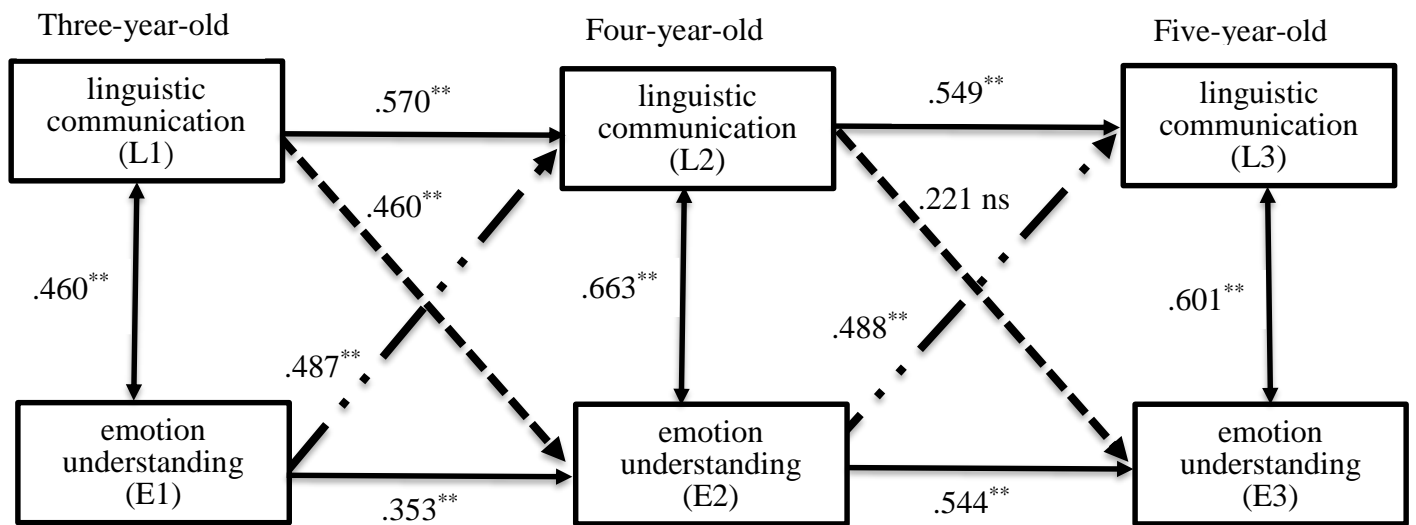 Three-year-old
Four-year-old
Five-year-old
linguistic
communication
(L1)
.570**
linguistic
communication
(L2)
.549**
linguistic
communication
(L3)
.460**
.460**
.487**
.663**
.221 ns
.488**
.601**
emotion
understanding
(E1)
.353**
emotion
understanding
(E2)
.544**
emotion
understanding
(E3)